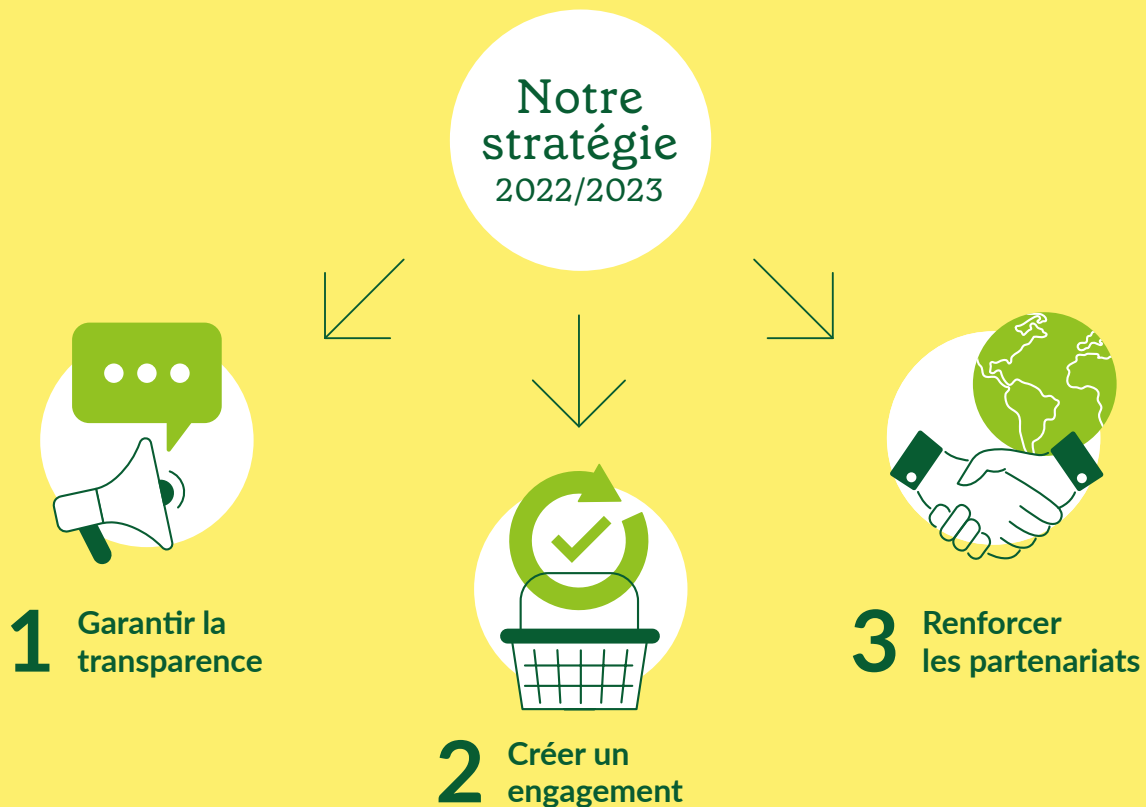 Notre
stratégie
2022/2023
1 Garantir la
transparence
2 Créer un
engagement
3 Renforcer
les partenariats